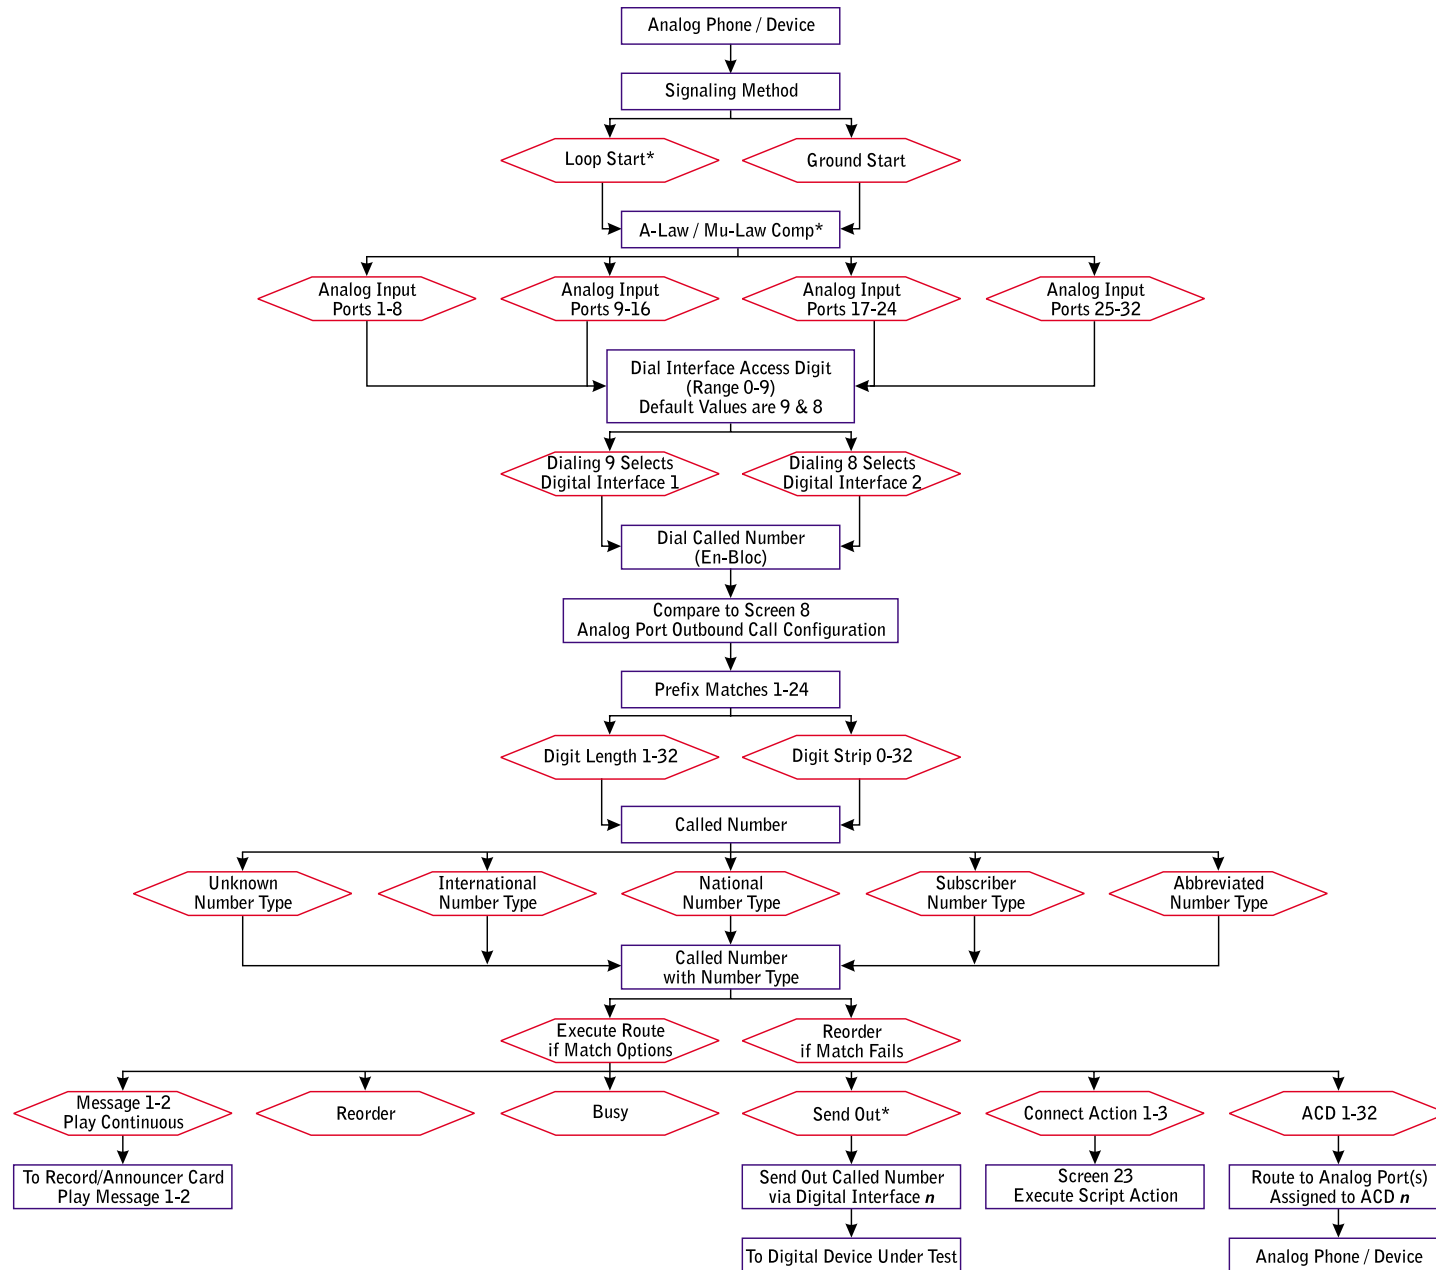 Analog Phone / Device
Signaling Method
Loop Start*
Ground Start
A-Law / Mu-Law Comp*
Analog Input
Ports 1-8
Analog Input
Ports 9-16
Analog Input
Ports 17-24
Analog Input
Ports 25-32
Dial Interface Access Digit
(Range 0-9)
Default Values are 9 & 8
Dialing 9 Selects
Digital Interface 1
Dialing 8 Selects
Digital Interface 2
Dial Called Number
(En-Bloc)
Compare to Screen 8
Analog Port Outbound Call Configuration
Prefix Matches 1-24
Digit Length 1-32
Digit Strip 0-32
Called Number
Unknown
Number Type
International
Number Type
National
Number Type
Subscriber
Number Type
Abbreviated
Number Type
Called Number
with Number Type
Execute Route
if Match Options
Reorder
if Match Fails
Message 1-2
Play Continuous
Reorder
Busy
Send Out*
Connect Action 1-3
ACD 1-32
To Record/Announcer Card
Play Message 1-2
Send Out Called Number
via Digital Interface n
Screen 23
Execute Script Action
Route to Analog Port(s)
Assigned to ACD n
To Digital Device Under Test
Analog Phone / Device